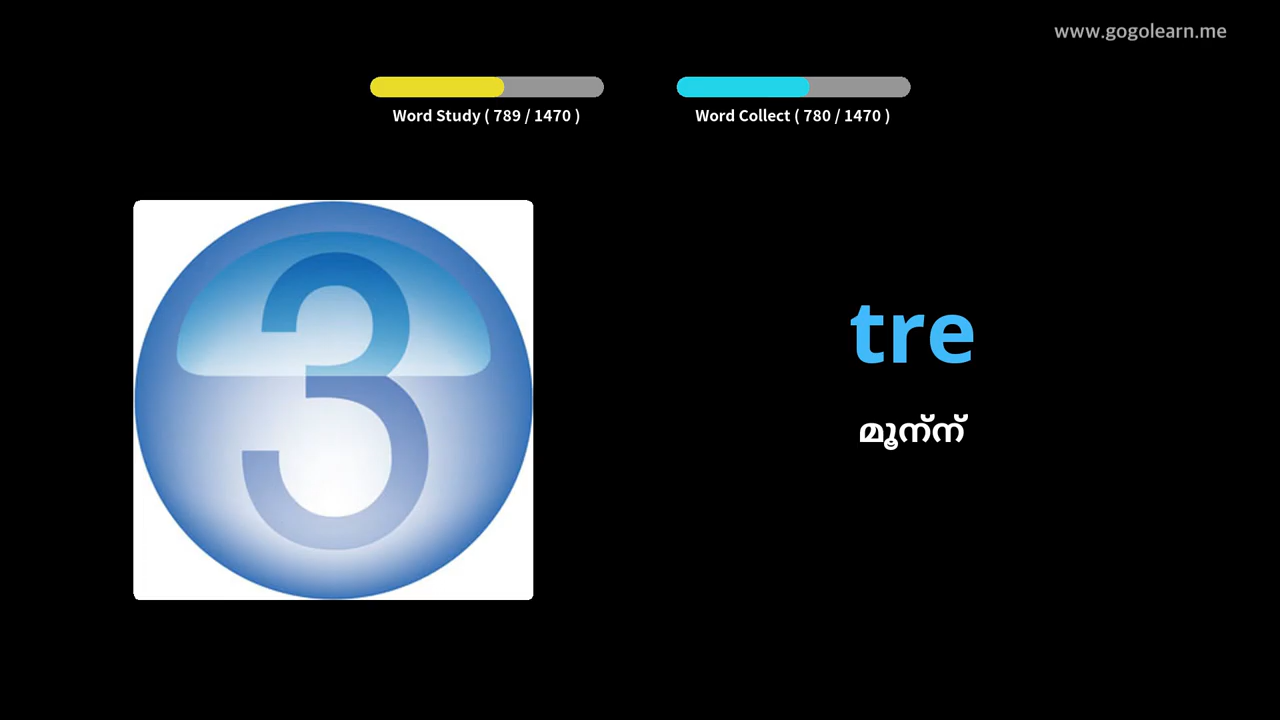 www.gogolearn.me
Word Study ( 789 / 1470 )
Word Collect ( 780 / 1470 )
3
tre
മൂന്ന്